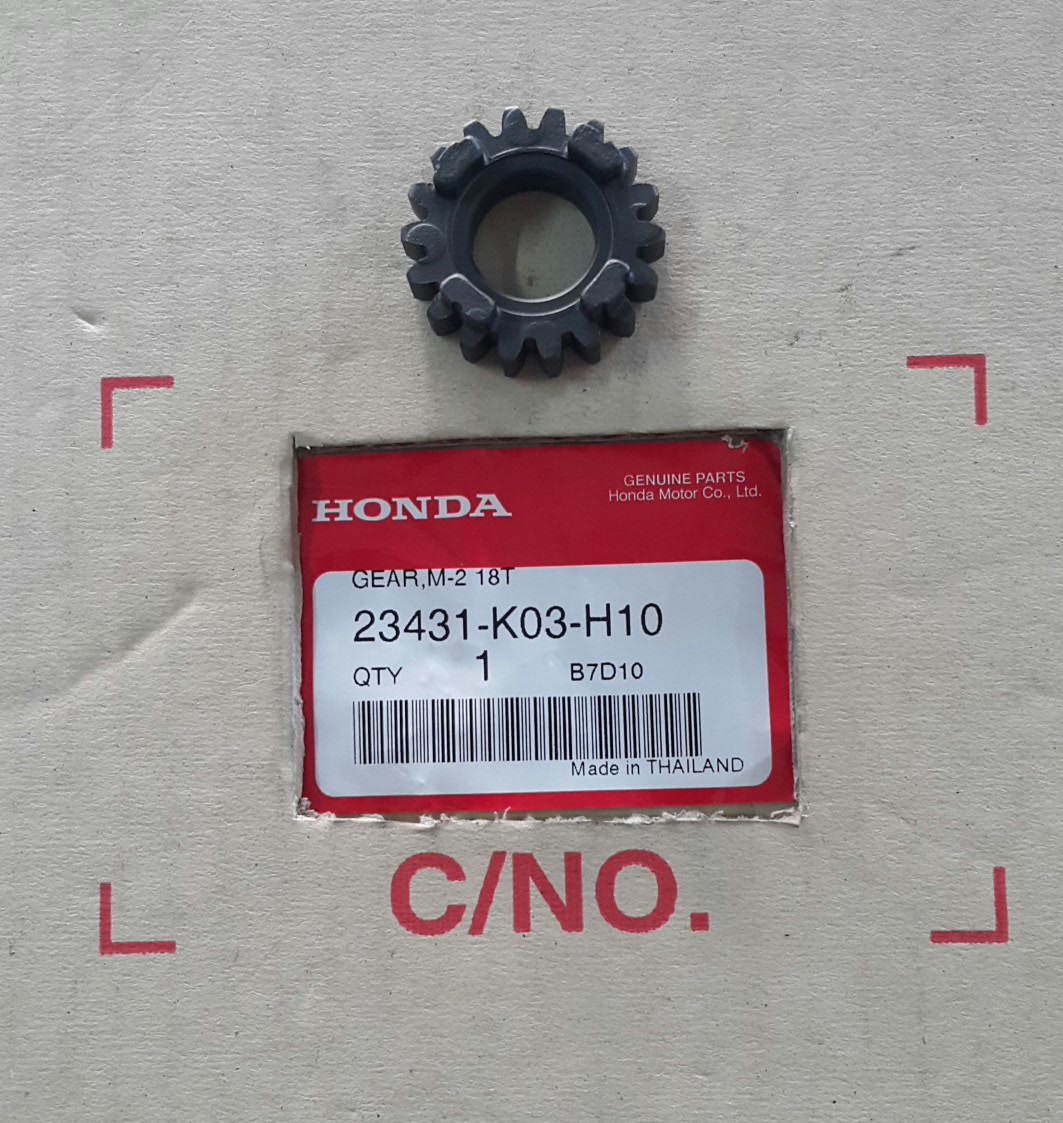 HONDA
GENUINE PARTS
Honda Motor Co., Ltd.
GEAR,M-2 18T
23431-K03-H10
QTY 1 B7D10
Made in THAILAND
C/NO.